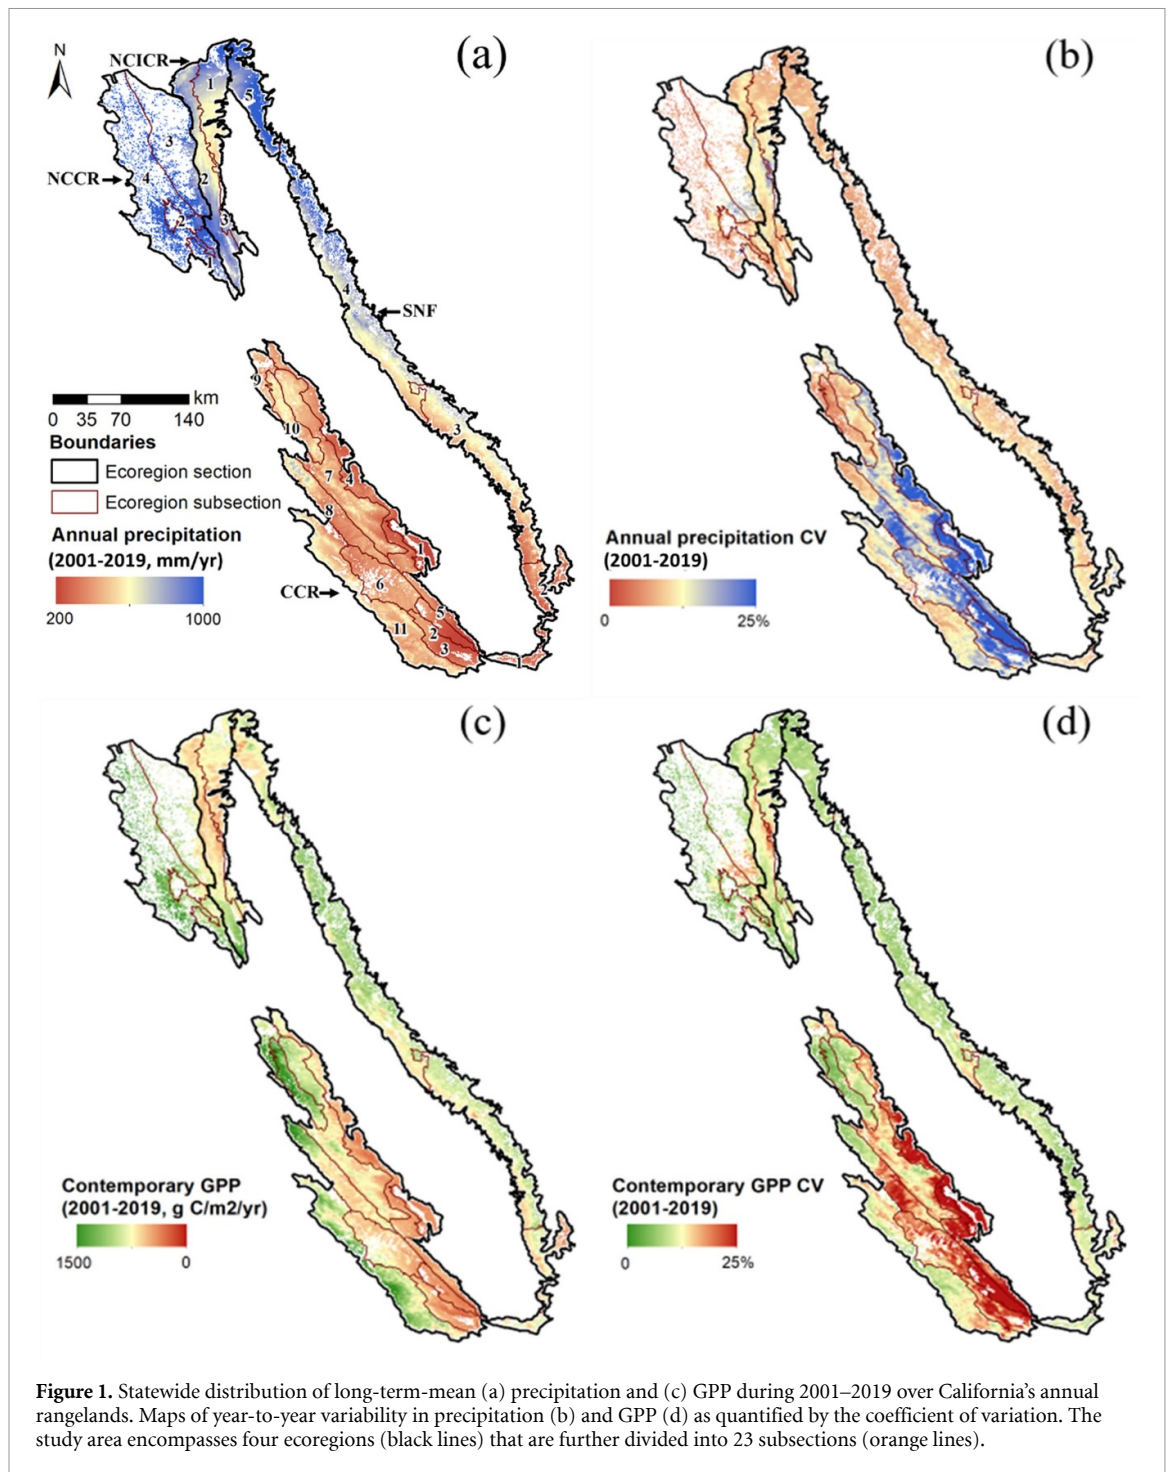 (a)
N
NCICR
1
5
3
NCCR
4
2
2
3
1
4
SNF
9
km
0 35 70 140
10
3
Boundaries
Ecoregion section
7
4
Ecoregion subsection
8
Annual precipitation
(2001-2019, mm/yr)
1
6
2
CCR
5
200 1000
11
2
3
1
(b)
Annual precipitation CV
(2001-2019)
0 25%
(c)
Contemporary GPP
(2001-2019, g C/m2/yr)
1500 0
(d)
Contemporary GPP CV
(2001-2019)
0 25%
Figure 1. Statewide distribution of long-term-mean (a) precipitation and (c) GPP during 2001–2019 over California's annual
rangelands. Maps of year-to-year variability in precipitation (b) and GPP (d) as quantified by the coefficient of variation. The
study area encompasses four ecoregions (black lines) that are further divided into 23 subsections (orange lines).